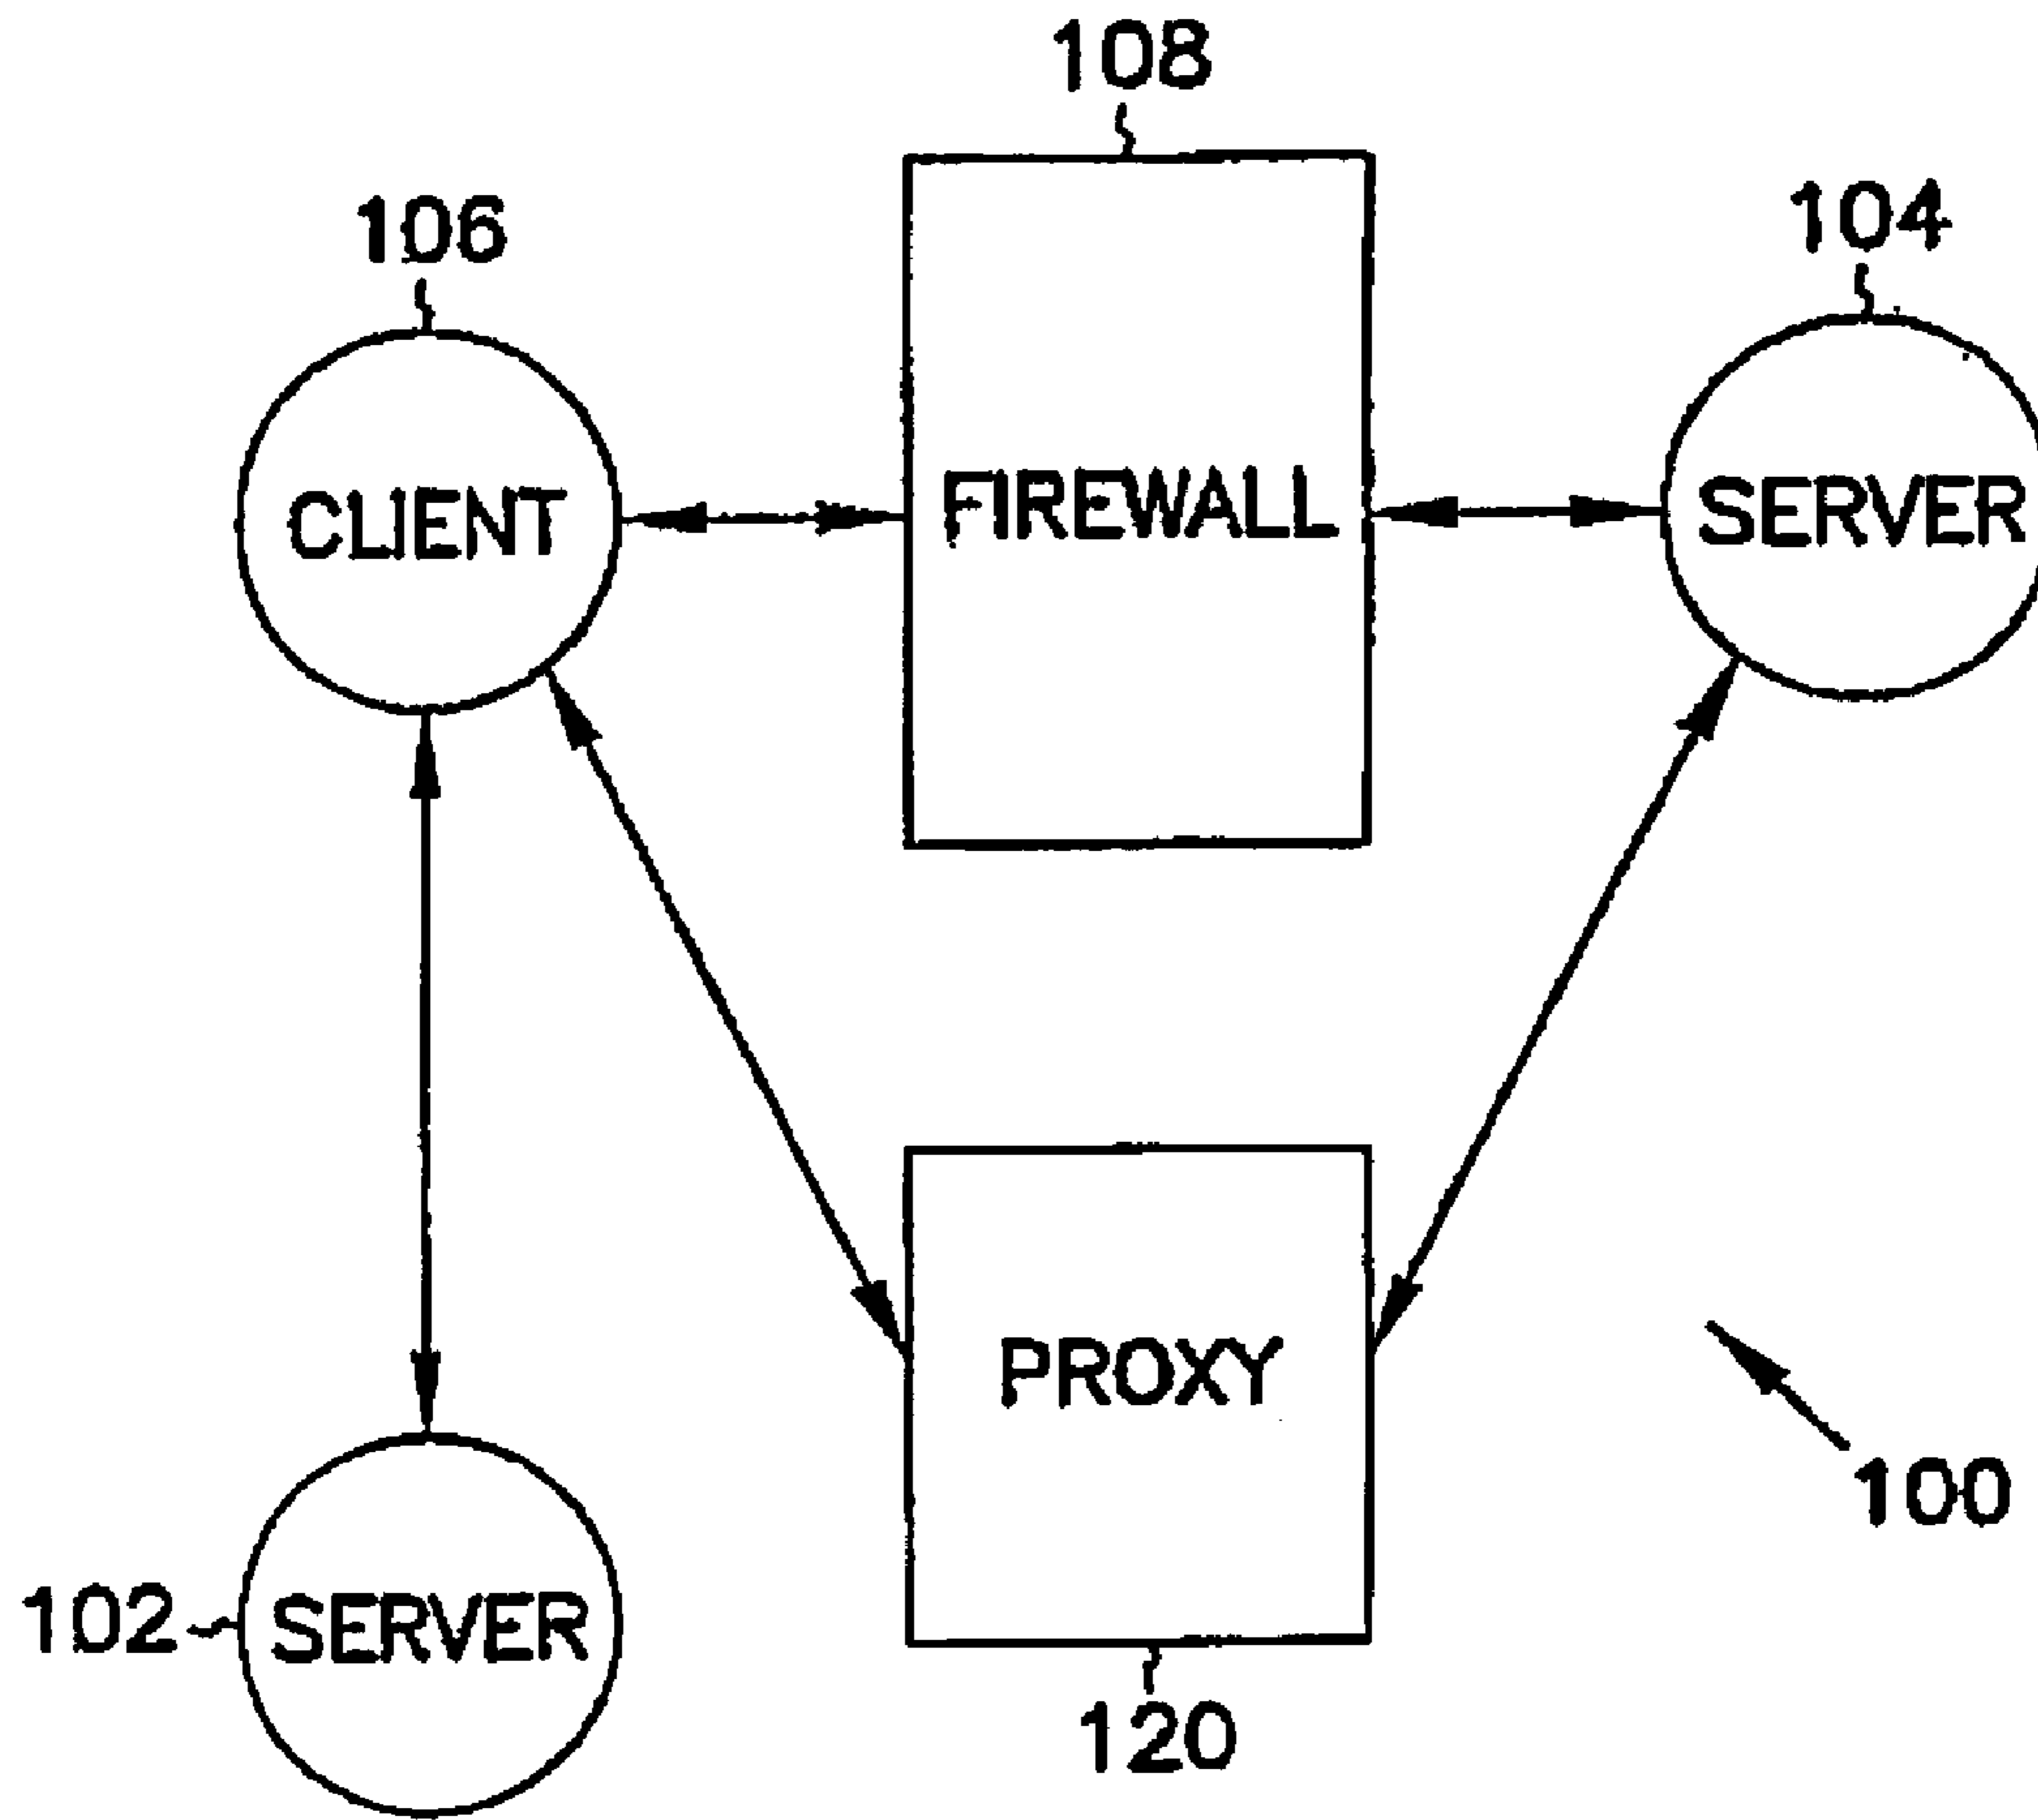 108
106
104
CLIENT
FIREWALL
SERVER
PROXY
100
102
SERVER
120